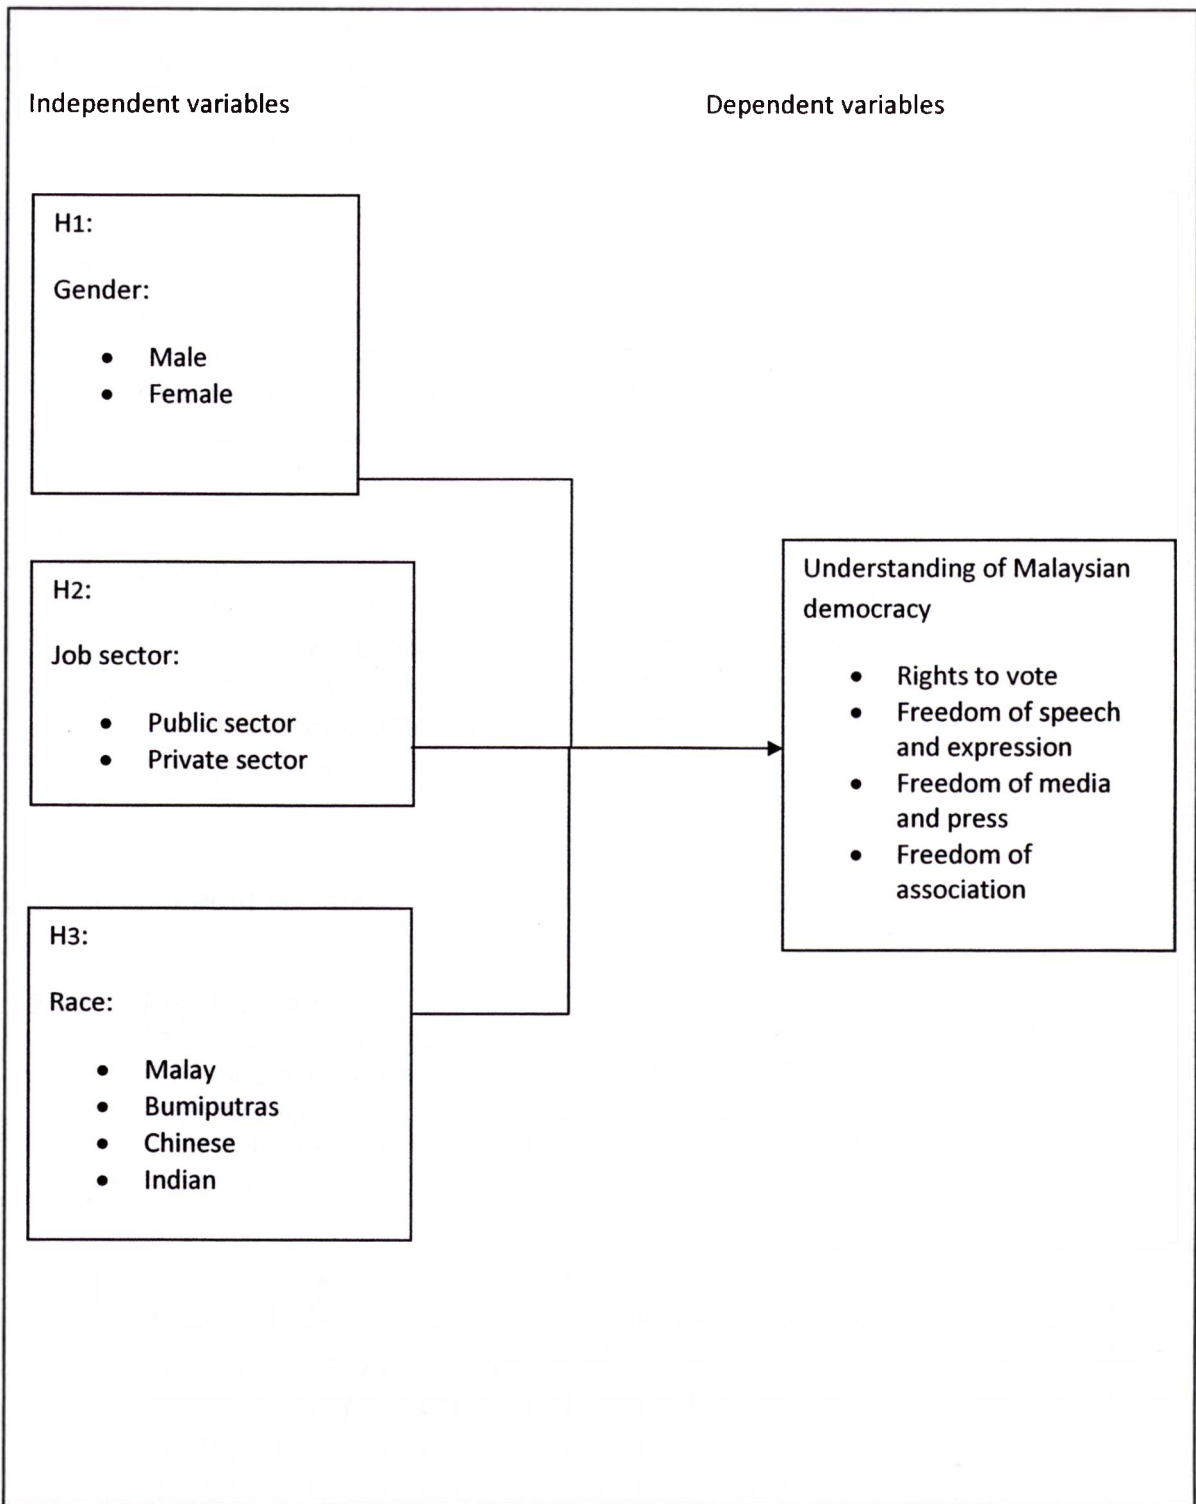 Independent variables
Dependent variables
H1:
Gender:
• Male
• Female
H2:
Job sector:
• Public sector
• Private sector
H3:
Race:
• Malay
• Bumiputras
• Chinese
• Indian
Understanding of Malaysian
democracy
• Rights to vote
• Freedom of speech
and expression
• Freedom of media
and press
• Freedom of
association